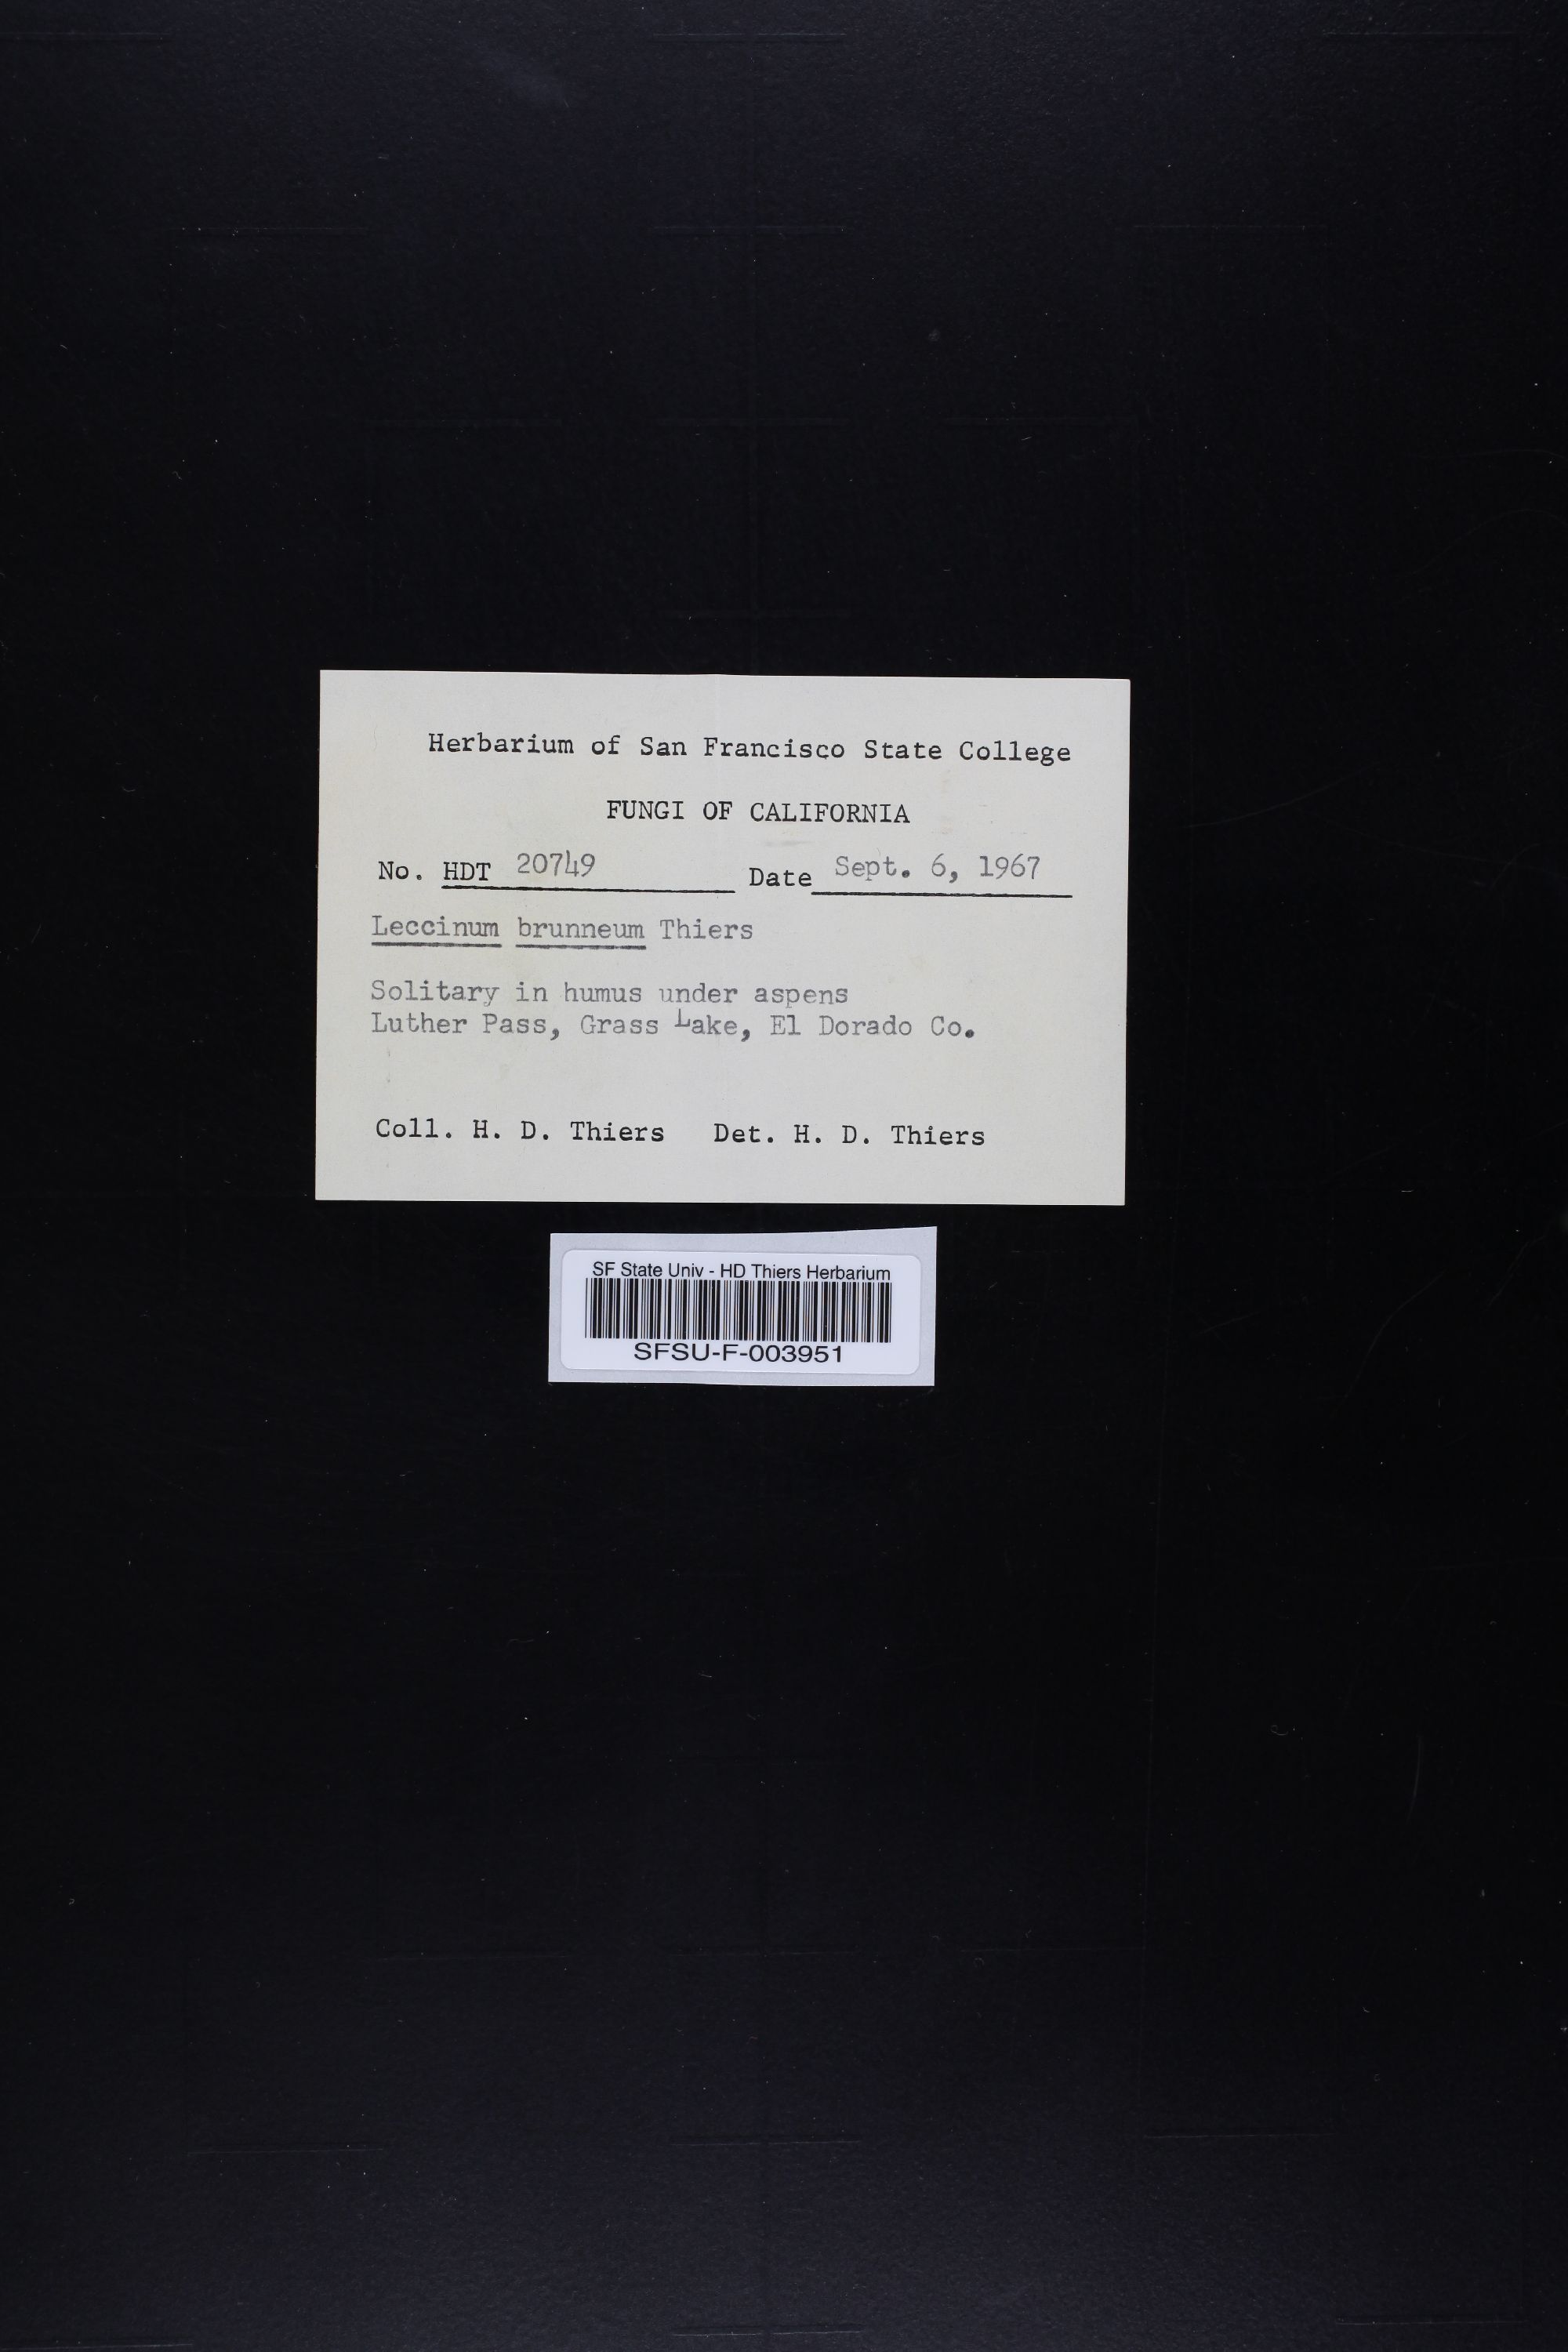 Herbarium of San Francisco State College
FUNGI OF CALIFORNIA
No. HDT 20749 Date Sept. 6, 1967
Leccinum brunneum Thiers
Solitary in humus under aspens
Luther Pass, Grass Lake, El Dorado Co.
Coll. H. D. Thiers Det. H. D. Thiers
SF State Univ - HD Thiers Herbarium
SFSU-F-003951